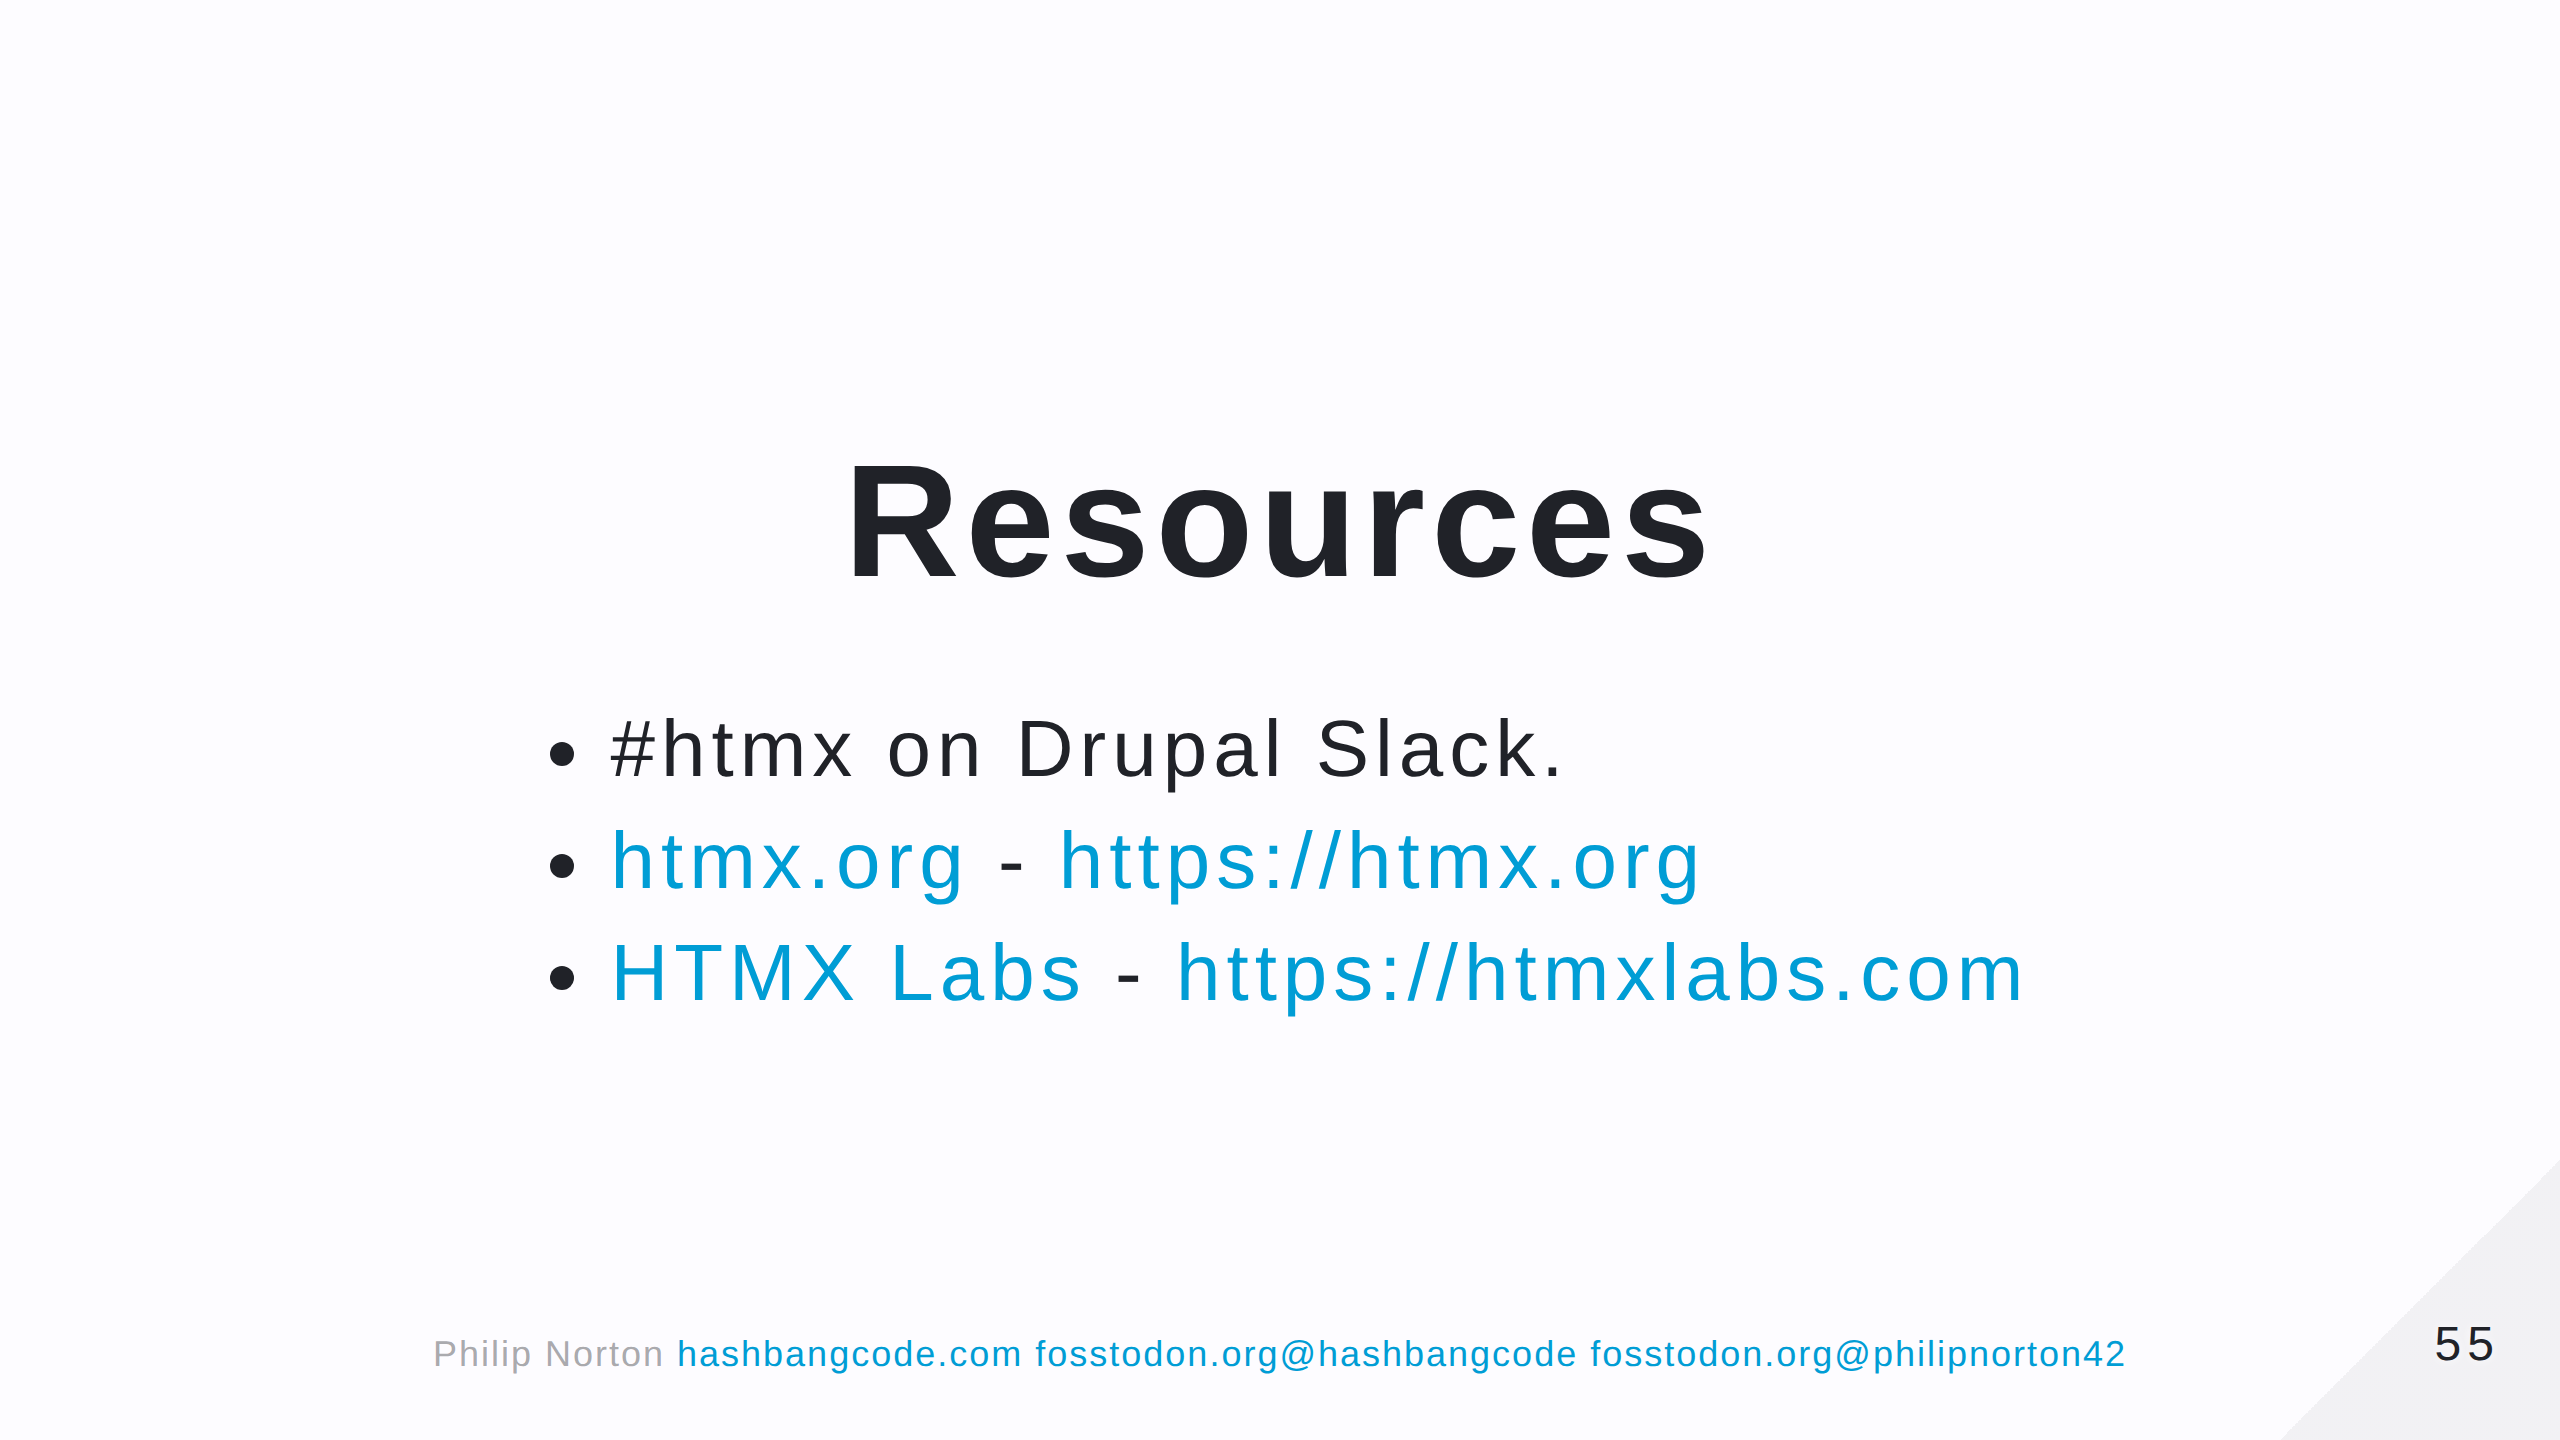 Resources
• #htmx on Drupal Slack.
• htmx.org - https://htmx.org
• HTMX Labs - https://htmxlabs.com
Philip Norton hashbangcode.com fosstodon.org@hashbangcode fosstodon.org@philipnorton42
55